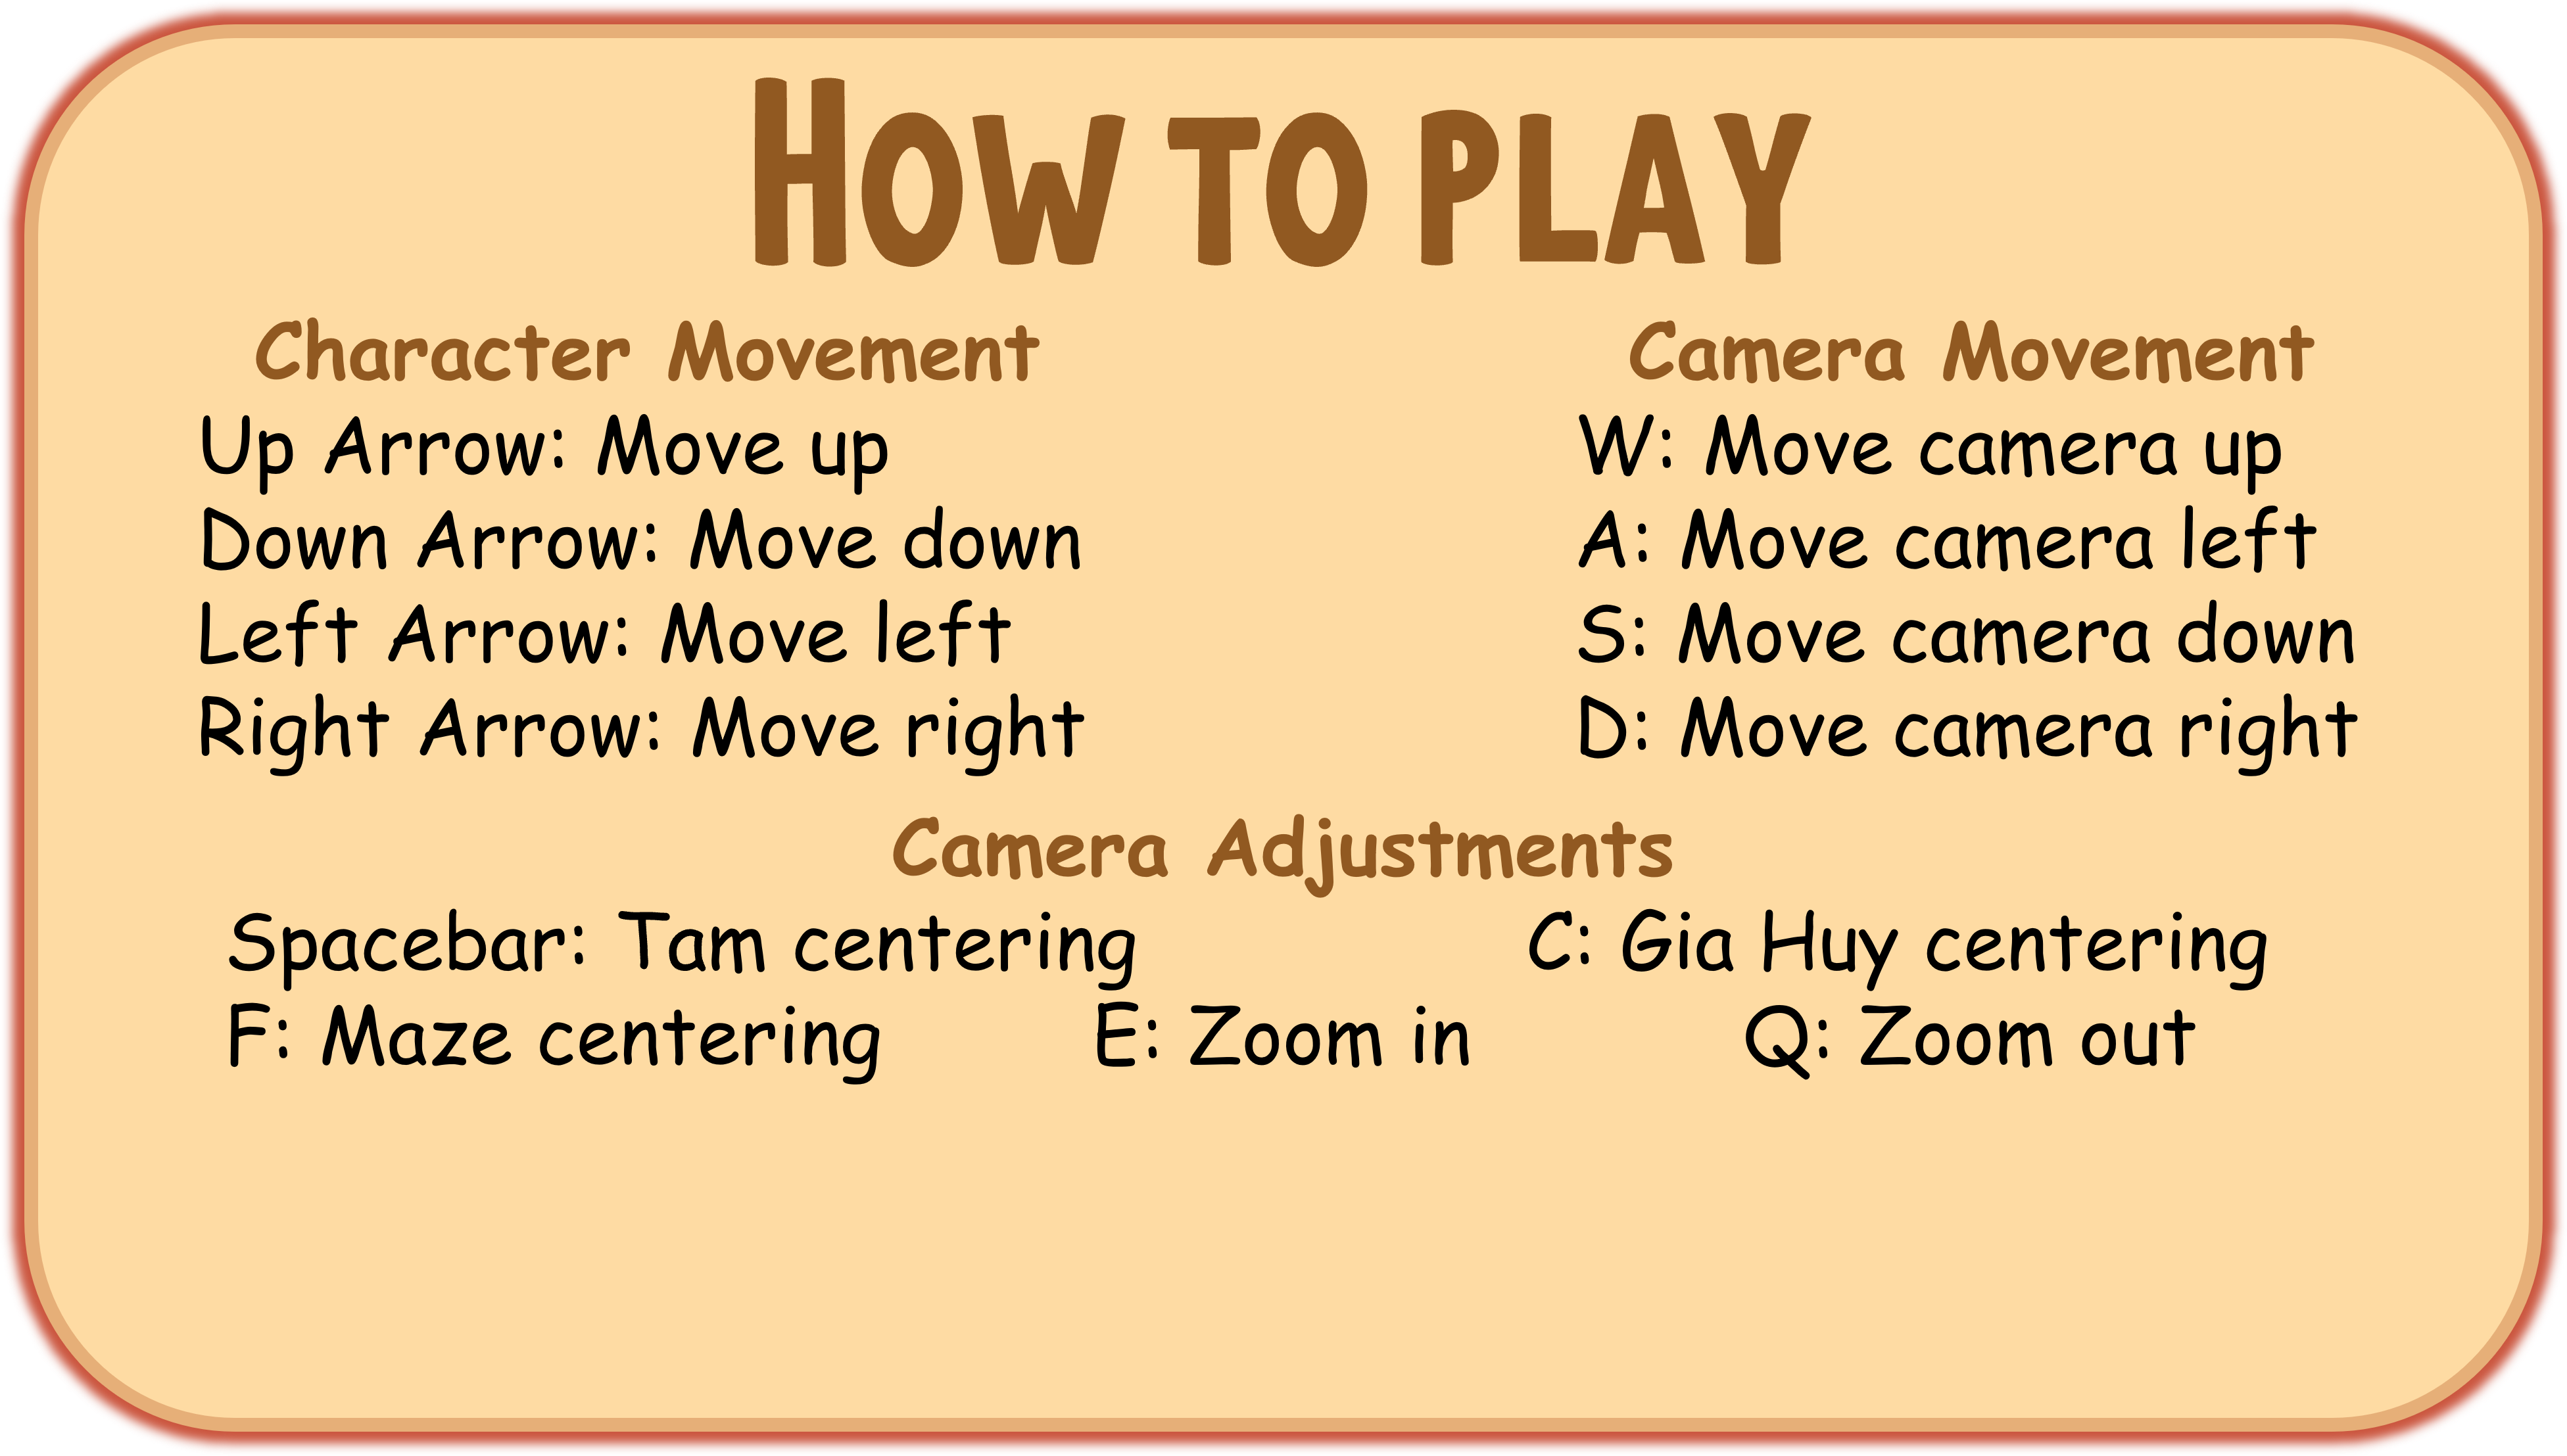 How to play
Character Movement
Up Arrow: Move up
Down Arrow: Move down
Left Arrow: Move left
Right Arrow: Move right
Camera Movement
W: Move camera up
A: Move camera left
S: Move camera down
D: Move camera right
Camera Adjustments
Spacebar: Tam centering C: Gia Huy centering
F: Maze centering E: Zoom in Q: Zoom out